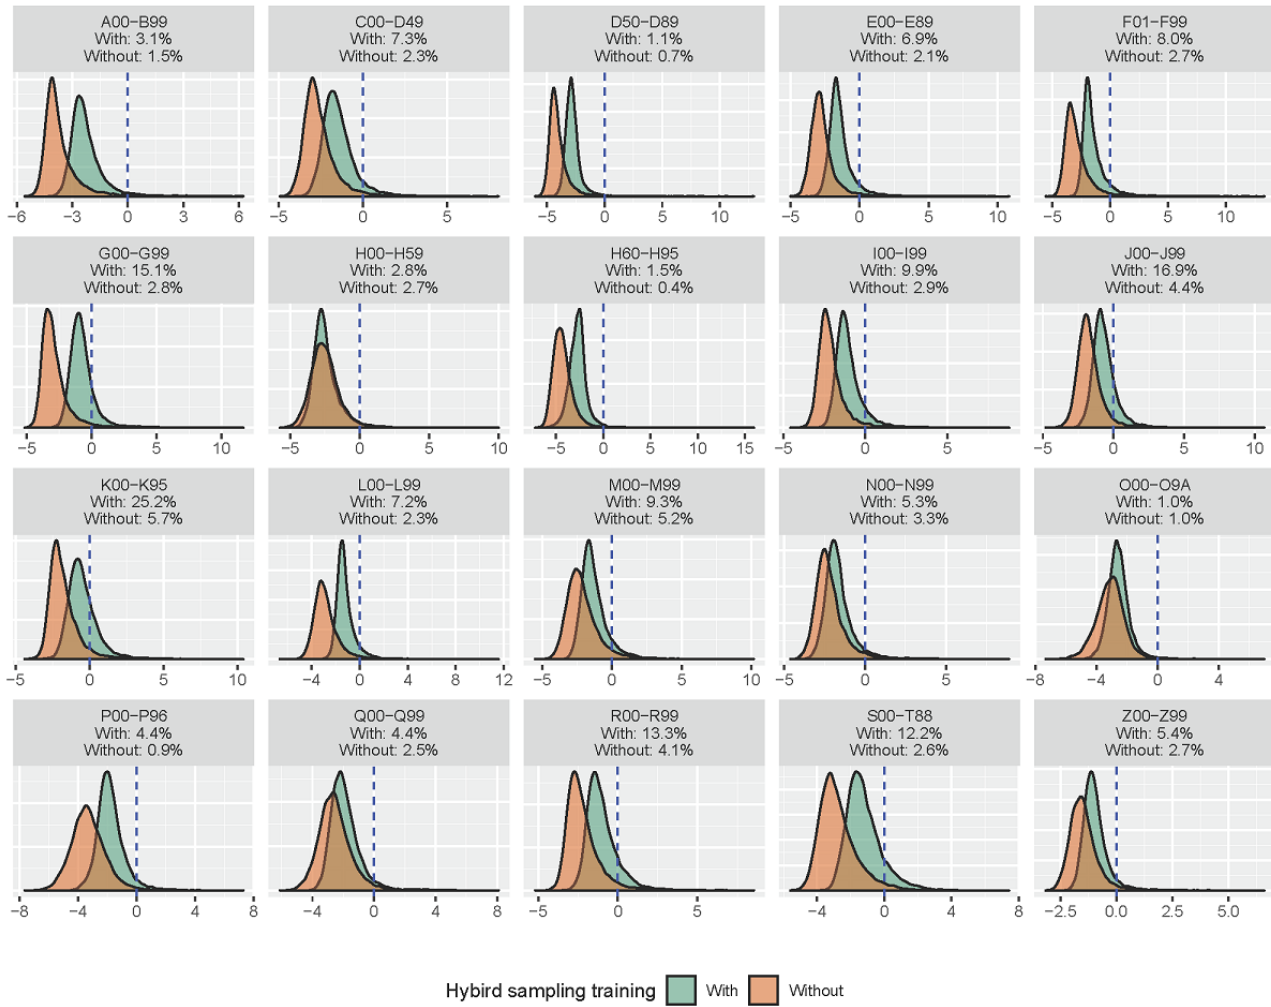 A00−B99
With: 3.1%
Without: 1.5%
C00−D49
With: 7.3%
Without: 2.3%
D50−D89
With: 1.1%
Without: 0.7%
E00−E89
With: 6.9%
Without: 2.1%
F01−F99
With: 8.0%
Without: 2.7%
−6 −3 0 3 6
−5 0 5
−5 0 5 10
−5 0 5 10
−5 0 5 10
G00−G99
With: 15.1%
Without: 2.8%
H00−H59
With: 2.8%
Without: 2.7%
H60−H95
With: 1.5%
Without: 0.4%
I00−I99
With: 9.9%
Without: 2.9%
J00−J99
With: 16.9%
Without: 4.4%
−5 0 5 10
−5 0 5 10
−5 0 5 10 15
−5 0 5
−5 0 5 10
K00−K95
With: 25.2%
Without: 5.7%
L00−L99
With: 7.2%
Without: 2.3%
M00−M99
With: 9.3%
Without: 5.2%
N00−N99
With: 5.3%
Without: 3.3%
O00−O9A
With: 1.0%
Without: 1.0%
−5 0 5 10
−4 0 4 8 12
−5 0 5 10
−5 0 5
−8 −4 0 4
P00−P96
With: 4.4%
Without: 0.9%
Q00−Q99
With: 4.4%
Without: 2.5%
R00−R99
With: 13.3%
Without: 4.1%
S00−T88
With: 12.2%
Without: 2.6%
Z00−Z99
With: 5.4%
Without: 2.7%
−8 −4 0 4 8
−4 0 4 8
−5 0 5
−4 0 4 8
−2.5 0.0 2.5 5.0
Hybird sampling training With Without